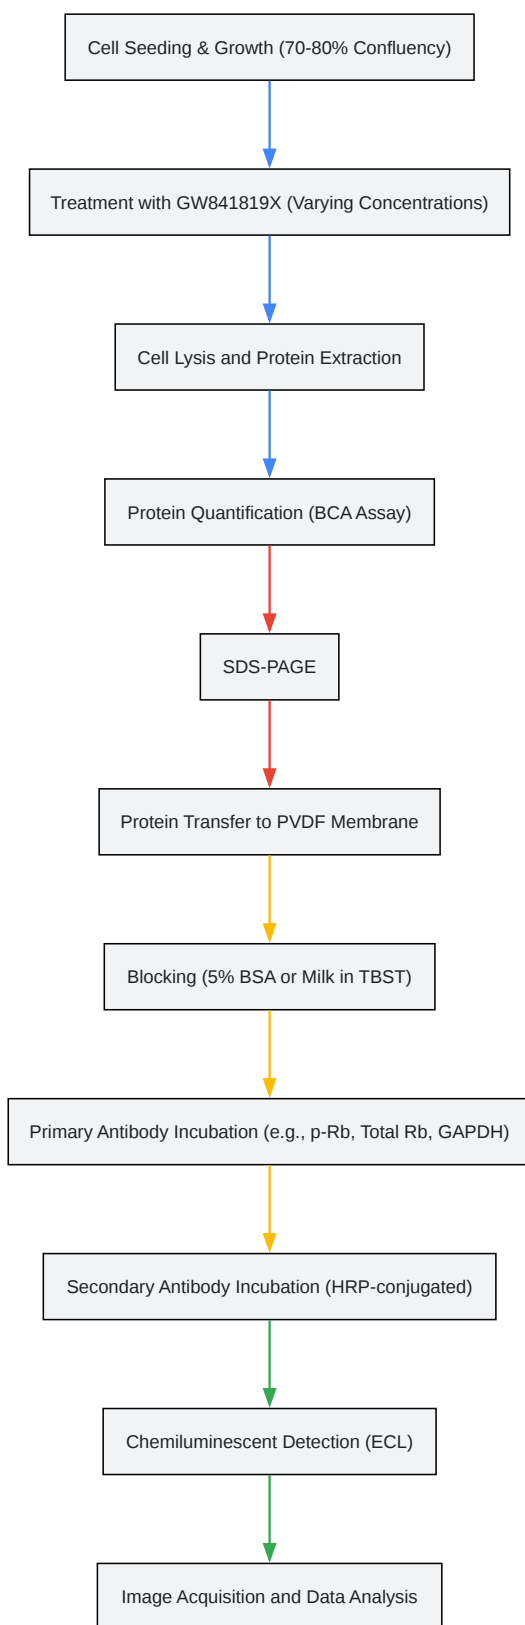 Cell Seeding & Growth (70-80% Confluency)
Treatment with GW841819X (Varying Concentrations)
Cell Lysis and Protein Extraction
Protein Quantification (BCA Assay)
SDS-PAGE
Protein Transfer to PVDF Membrane
Blocking (5% BSA or Milk in TBST)
Primary Antibody Incubation (e.g., p-Rb, Total Rb, GAPDH)
Secondary Antibody Incubation (HRP-conjugated)
Chemiluminescent Detection (ECL)
Image Acquisition and Data Analysis